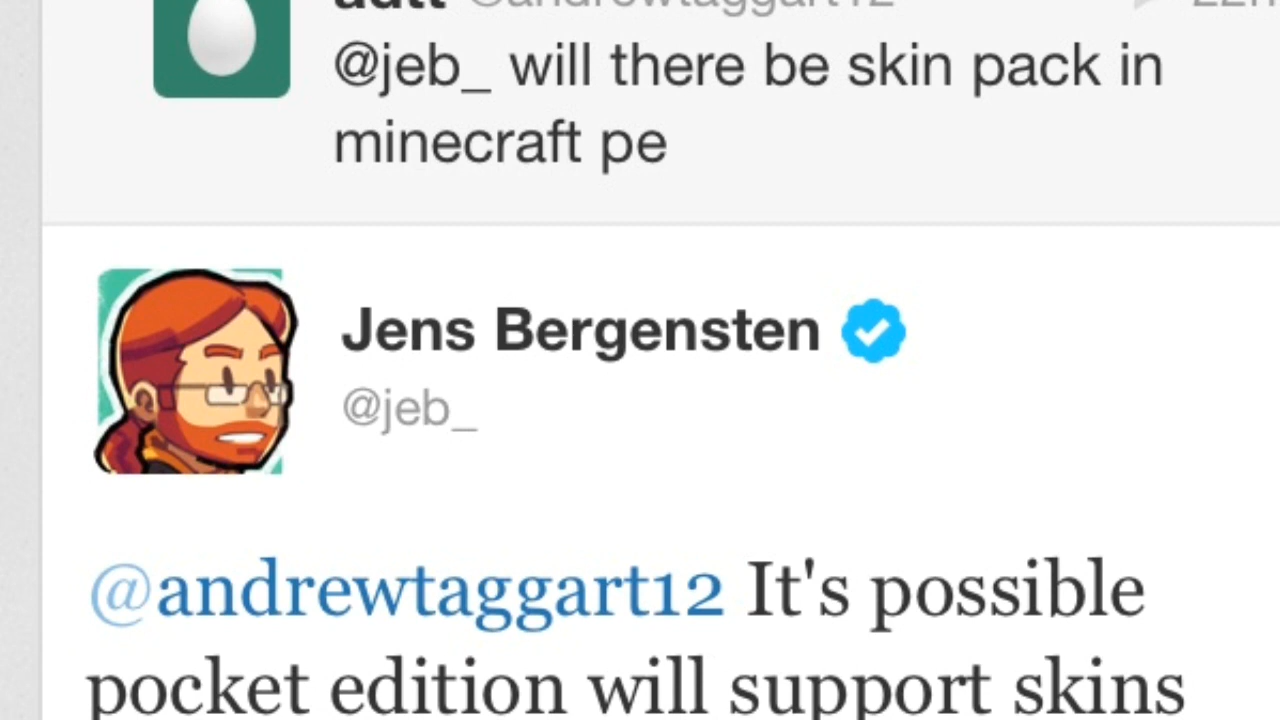 @andrewtaggart12
@jeb_ will there be skin pack in
minecraft pe
Jens Bergensten
@jeb_
@andrewtaggart12 It's possible
pocket edition will support skins